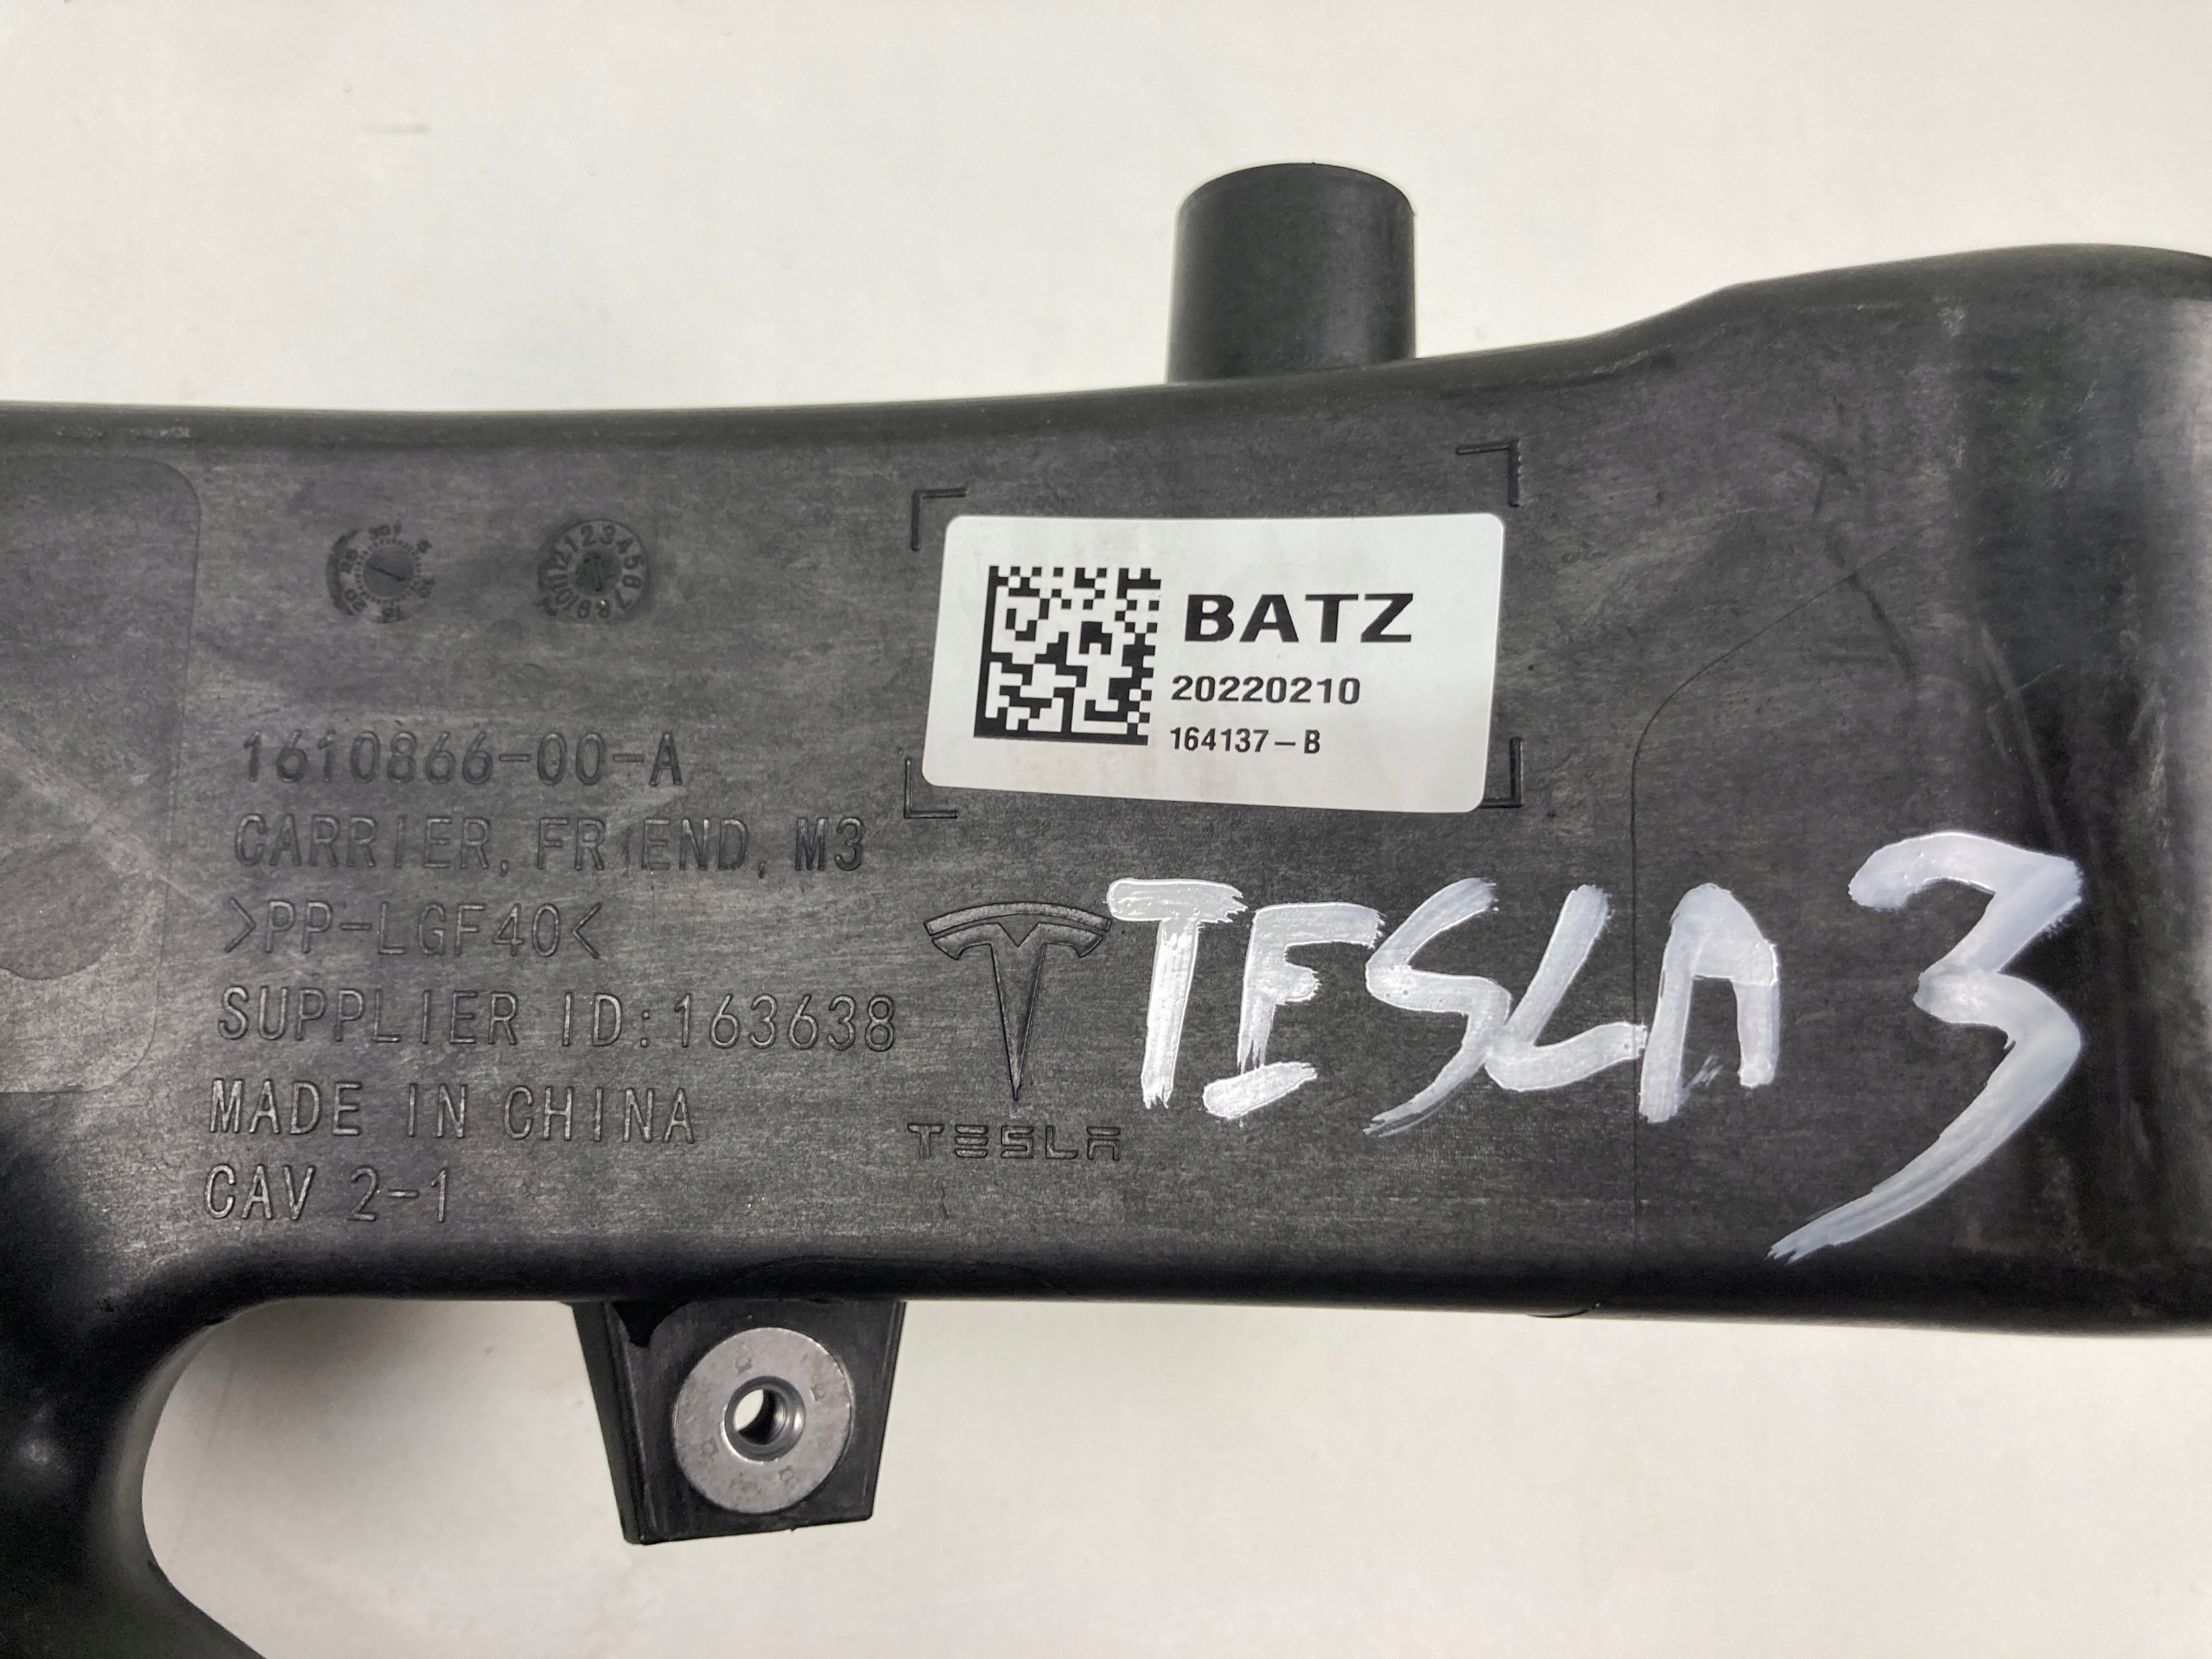 BATZ
20220210
164137-B
1610866-00-A
CARRIER, FR END, M3
>PP-LGF40<
SUPPLIER ID:163638
MADE IN CHINA
CAV 2-1
TESLA
TESLA 3